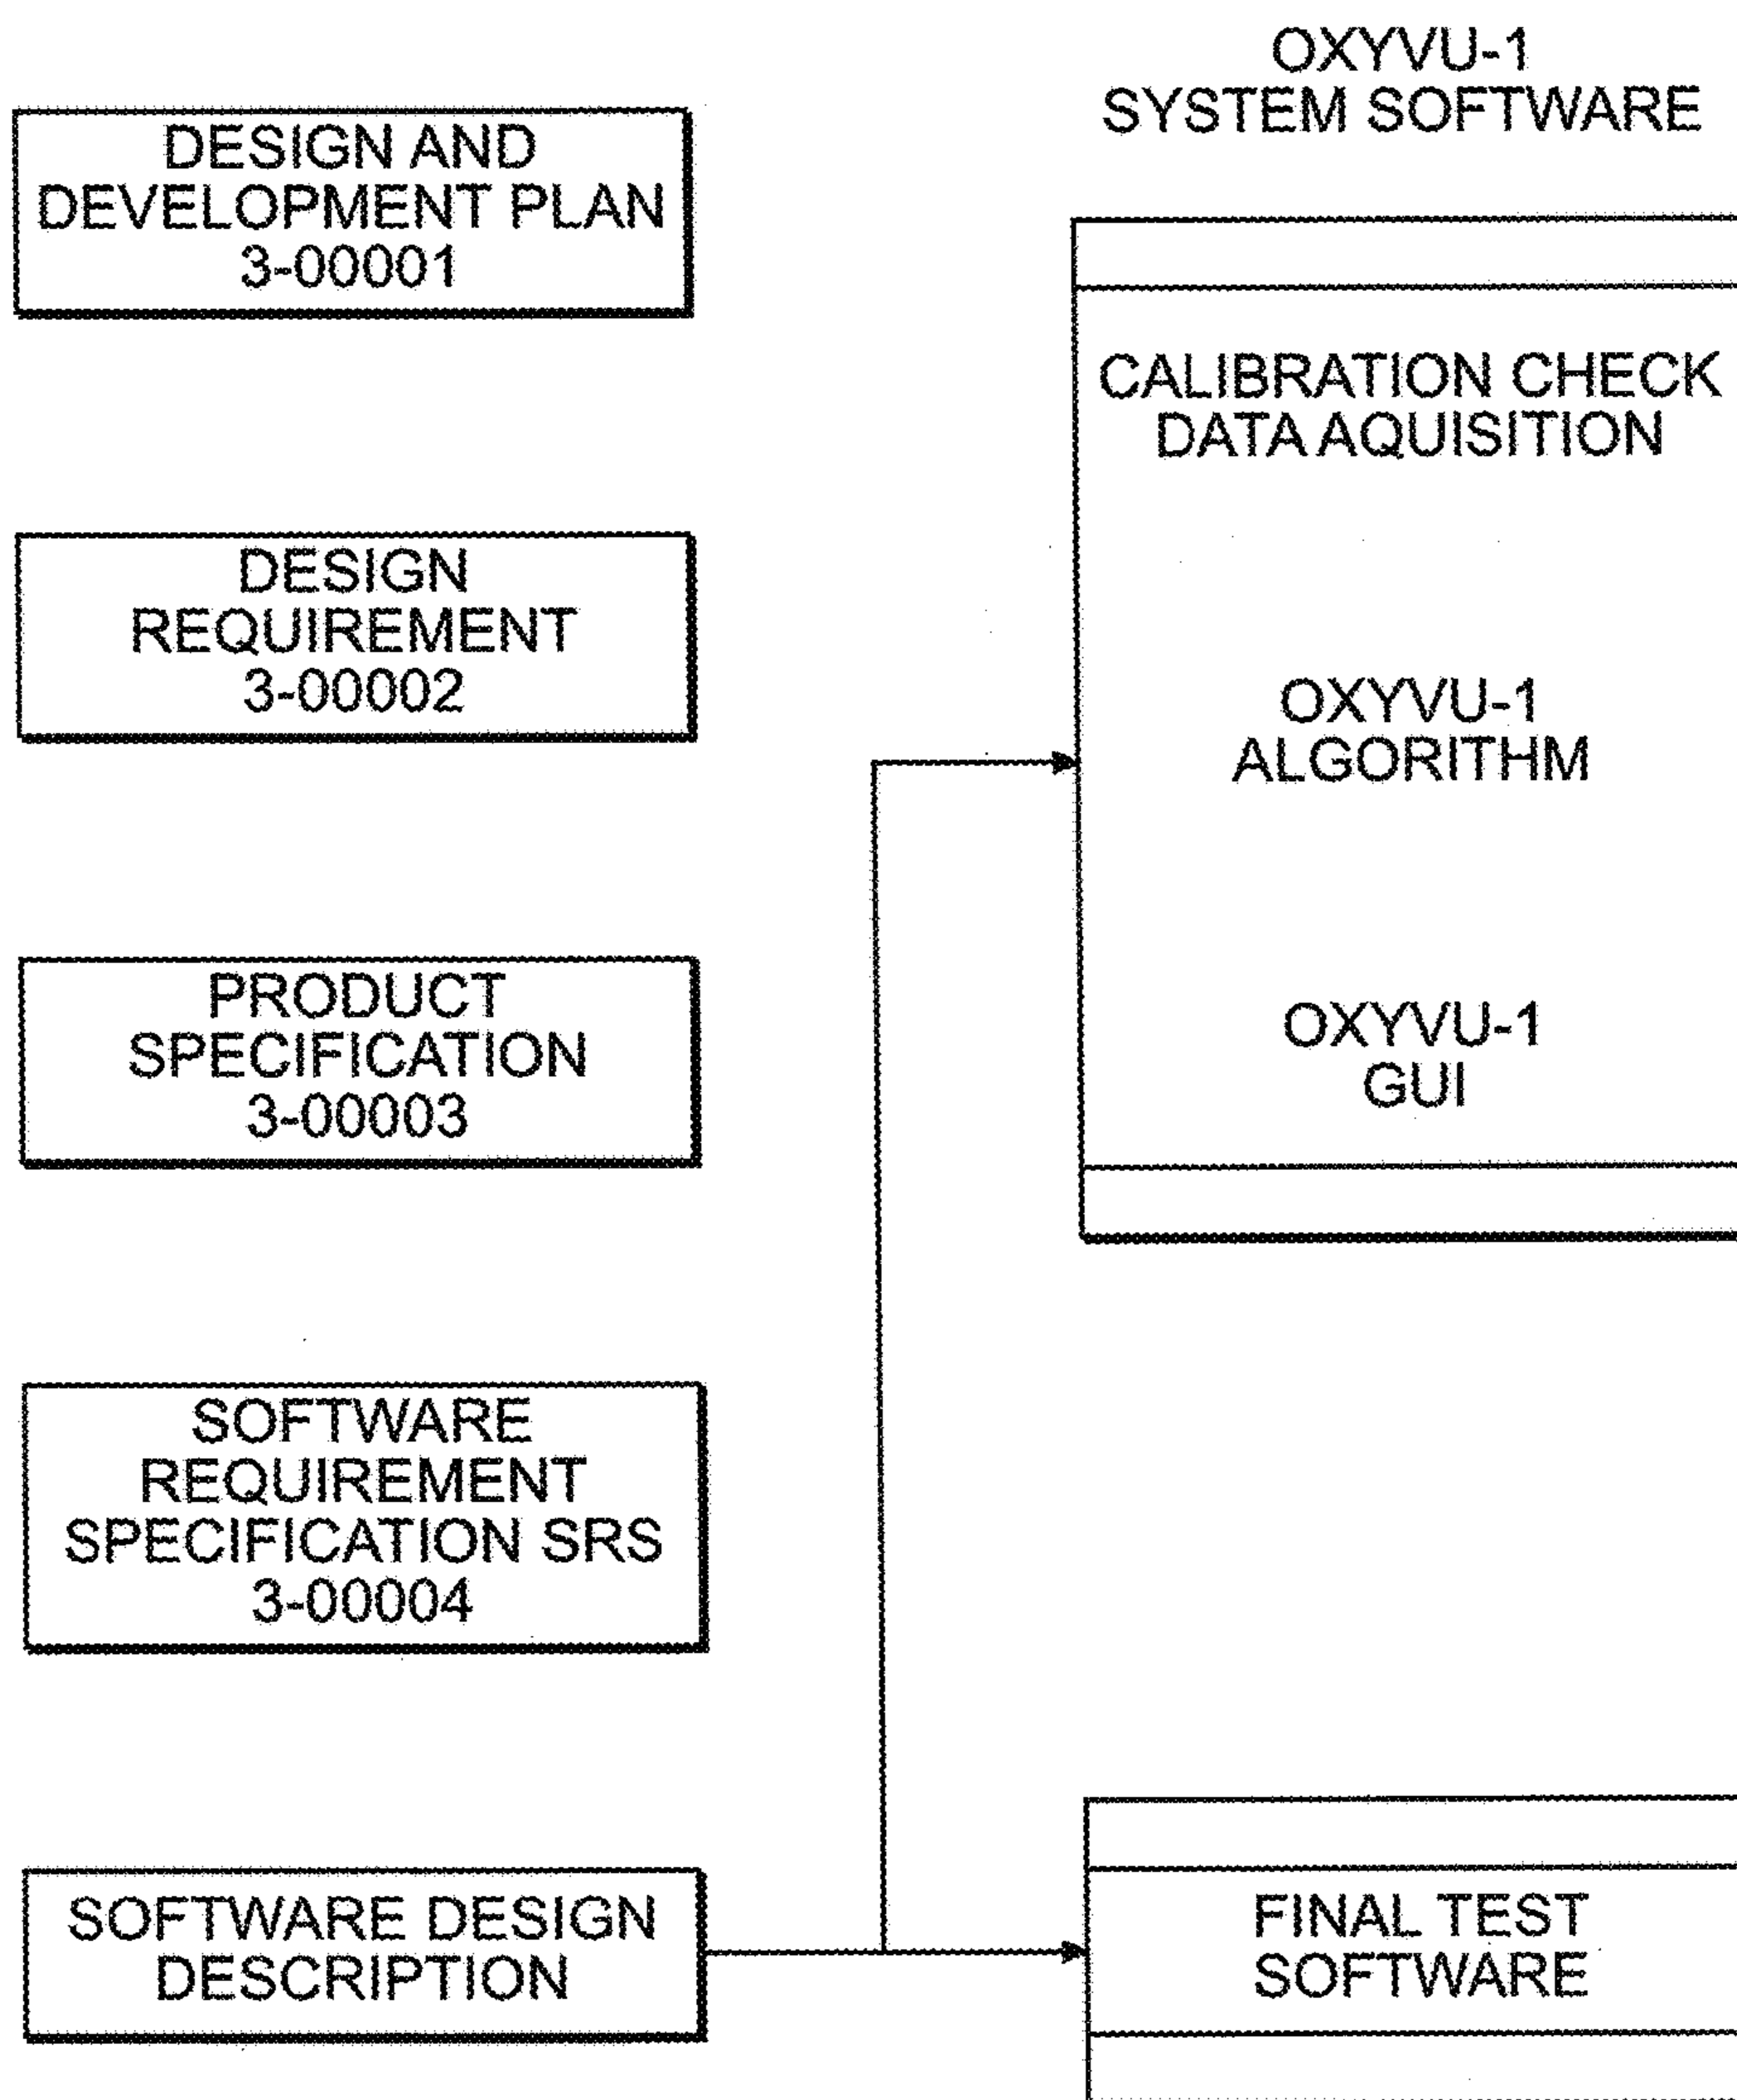 DESIGN AND
DEVELOPMENT PLAN
3-00001
DESIGN
REQUIREMENT
3-00002
PRODUCT
SPECIFICATION
3-00003
SOFTWARE
REQUIREMENT
SPECIFICATION SRS
3-00004
SOFTWARE DESIGN
DESCRIPTION
OXYVU-1
SYSTEM SOFTWARE
CALIBRATION CHECK
DATA AQUISITION
OXYVU-1
ALGORITHM
OXYVU-1
GUI
FINAL TEST
SOFTWARE